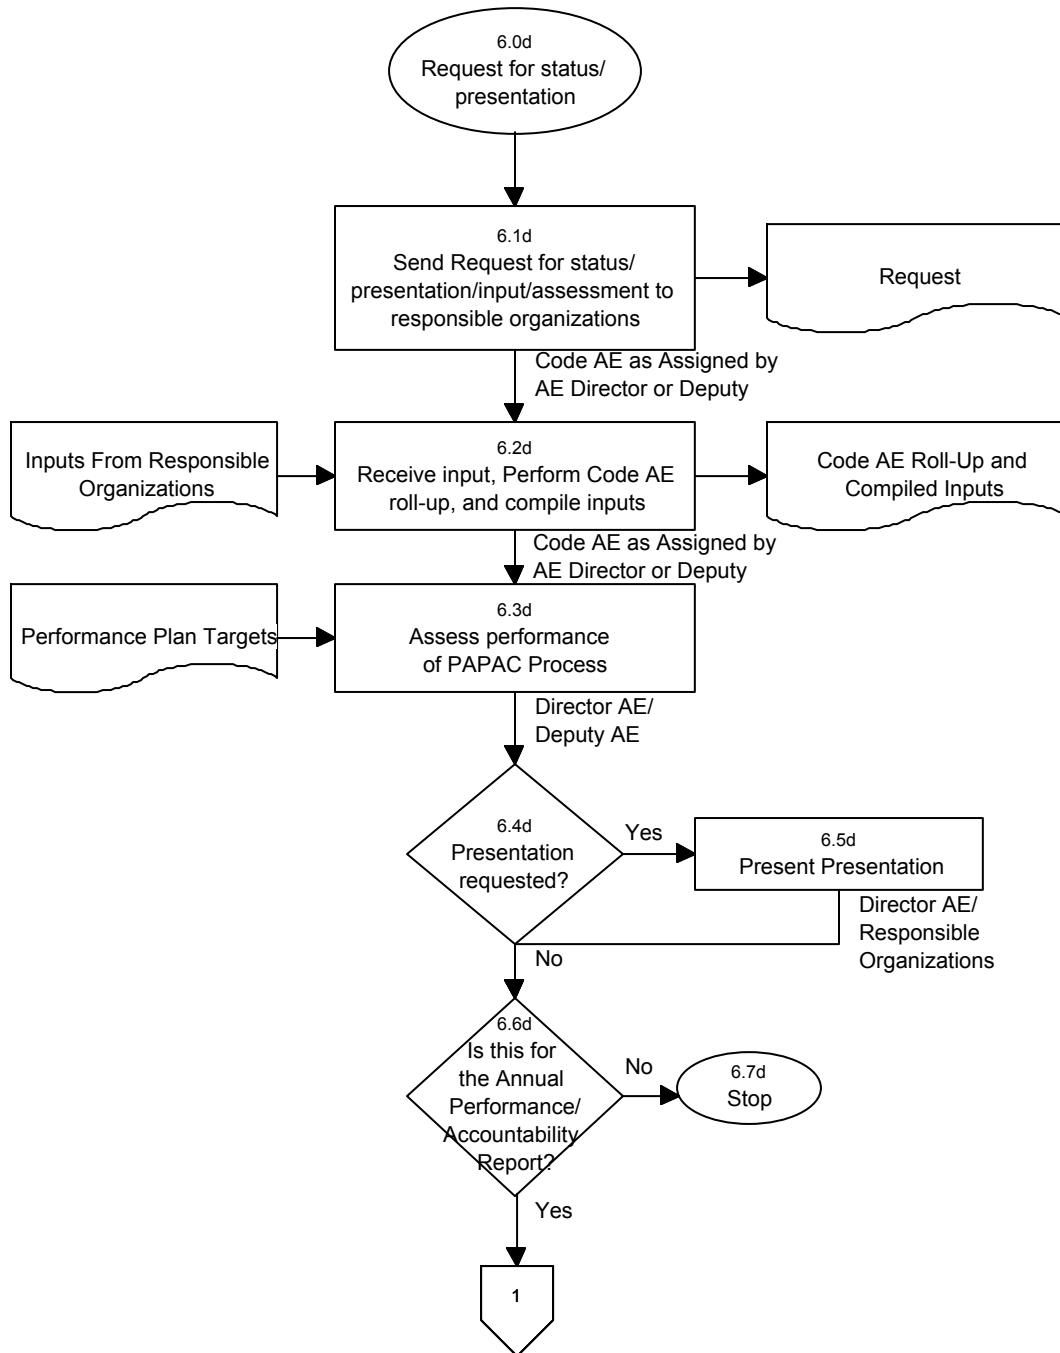 6.0d
Request for status/
presentation
6.1d
Send Request for status/
presentation/input/assessment to
responsible organizations
Request
Code AE as Assigned by
AE Director or Deputy
Inputs From Responsible
Organizations
6.2d
Receive input, Perform Code AE
roll-up, and compile inputs
Code AE Roll-Up and
Compiled Inputs
Code AE as Assigned by
AE Director or Deputy
Performance Plan Targets
6.3d
Assess performance
of PAPAC Process
Director AE/
Deputy AE
6.4d
Presentation
requested?
Yes
6.5d
Present Presentation
Director AE/
Responsible
Organizations
No
6.6d
Is this for
the Annual
Performance/
Accountability
Report?
No
6.7d
Stop
Yes
1